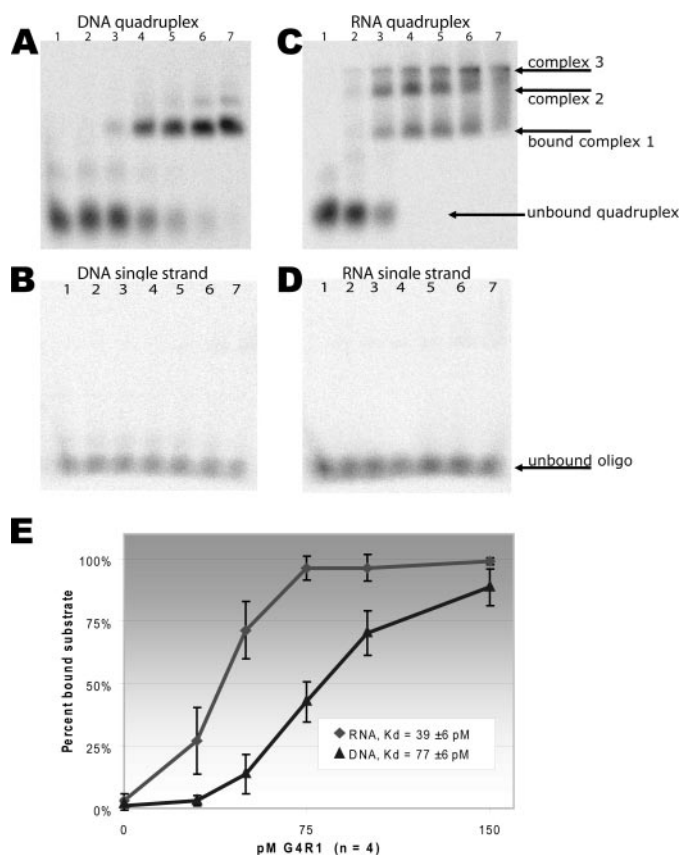 A
DNA quadruplex
1 2 3 4 5 6 7
C
RNA quadruplex
1 2 3 4 5 6 7
complex 3
complex 2
bound complex 1
unbound quadruplex
B
DNA single strand
1 2 3 4 5 6 7
D
RNA single strand
1 2 3 4 5 6 7
unbound oligo
E
Percent bound substrate
100%
75%
50%
25%
0%
RNA, Kd = 39 ±6 pM
DNA, Kd = 77 ±6 pM
0 75 150
pM G4R1 (n = 4)